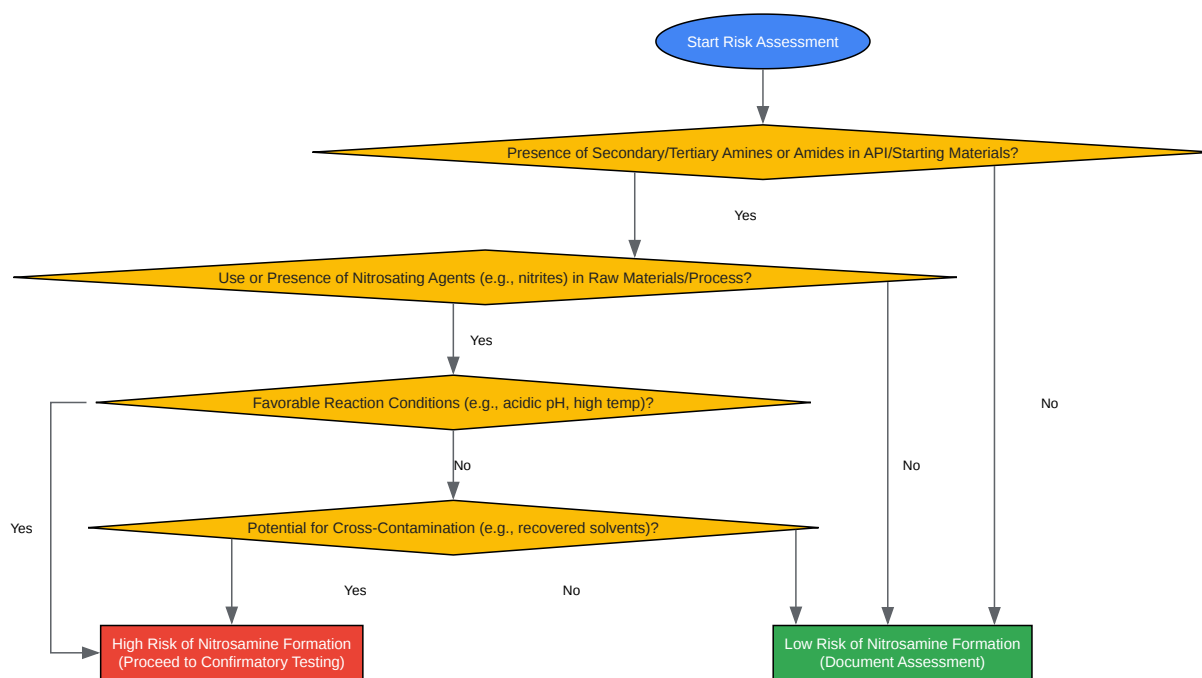 Start Risk Assessment
Presence of Secondary/Tertiary Amines or Amides in API/Starting Materials?
Yes
Use or Presence of Nitrosating Agents (e.g., nitrites) in Raw Materials/Process?
Yes
Favorable Reaction Conditions (e.g., acidic pH, high temp)?
No
No
No
Potential for Cross-Contamination (e.g., recovered solvents)?
Yes
Yes
No
High Risk of Nitrosamine Formation
(Proceed to Confirmatory Testing)
Low Risk of Nitrosamine Formation
(Document Assessment)